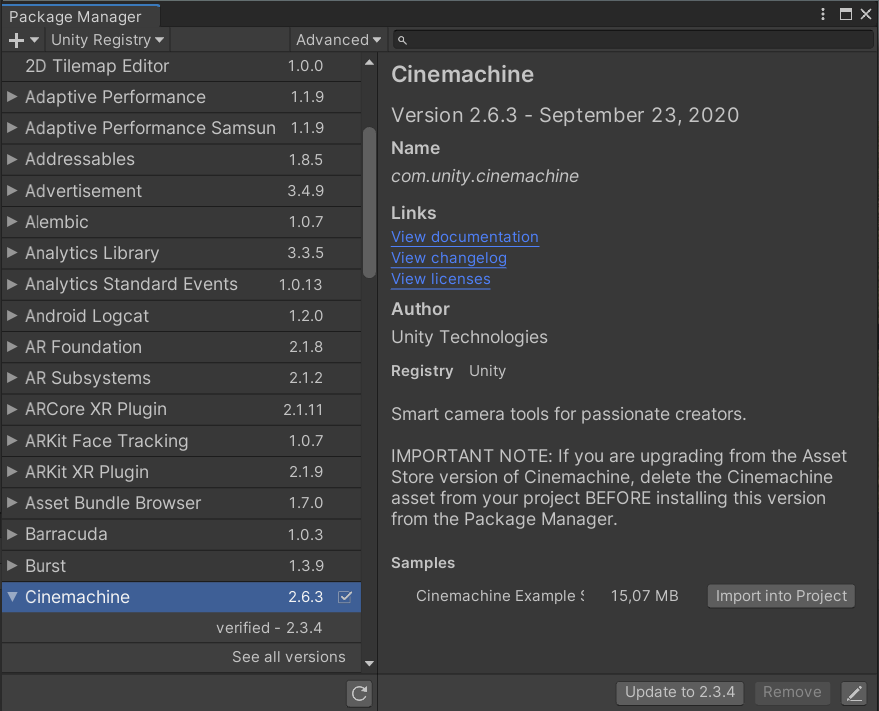 Package Manager
Unity Registry
Advanced
2D Tilemap Editor 1.0.0
Adaptive Performance 1.1.9
Adaptive Performance Samsun 1.1.9
Addressables 1.8.5
Advertisement 3.4.9
Alembic 1.0.7
Analytics Library 3.3.5
Analytics Standard Events 1.0.13
Android Logcat 1.2.0
AR Foundation 2.1.8
AR Subsystems 2.1.2
ARCore XR Plugin 2.1.11
ARKit Face Tracking 1.0.7
ARKit XR Plugin 2.1.9
Asset Bundle Browser 1.7.0
Barracuda 1.0.3
Burst 1.3.9
Cinemachine 2.6.3
verified - 2.3.4
See all versions
Cinemachine
Version 2.6.3 - September 23, 2020
Name
com.unity.cinemachine
Links
View documentation
View changelog
View licenses
Author
Unity Technologies
Registry Unity
Smart camera tools for passionate creators.
IMPORTANT NOTE: If you are upgrading from the Asset
Store version of Cinemachine, delete the Cinemachine
asset from your project BEFORE installing this version
from the Package Manager.
Samples
Cinemachine Example S 15,07 MB Import into Project
Update to 2.3.4 Remove